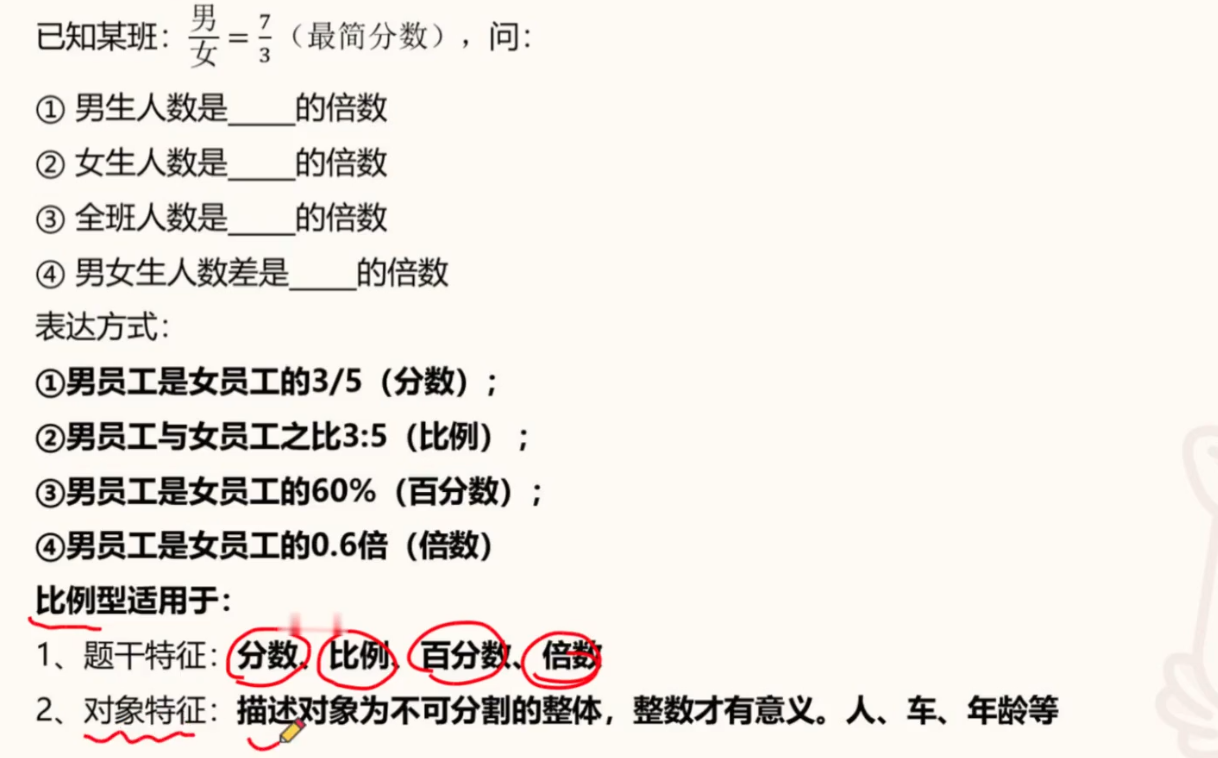 已知某班：男/女 = 7/3（最简分数），问：
① 男生人数是____的倍数
② 女生人数是____的倍数
③ 全班人数是____的倍数
④ 男女生人数差是____的倍数
表达方式：
①男员工是女员工的3/5（分数）；
②男员工与女员工之比3:5（比例）；
③男员工是女员工的60%（百分数）；
④男员工是女员工的0.6倍（倍数）
比例型适用于：
1、题干特征：分数、比例、百分数、倍数
2、对象特征：描述对象为不可分割的整体，整数才有意义。人、车、年龄等